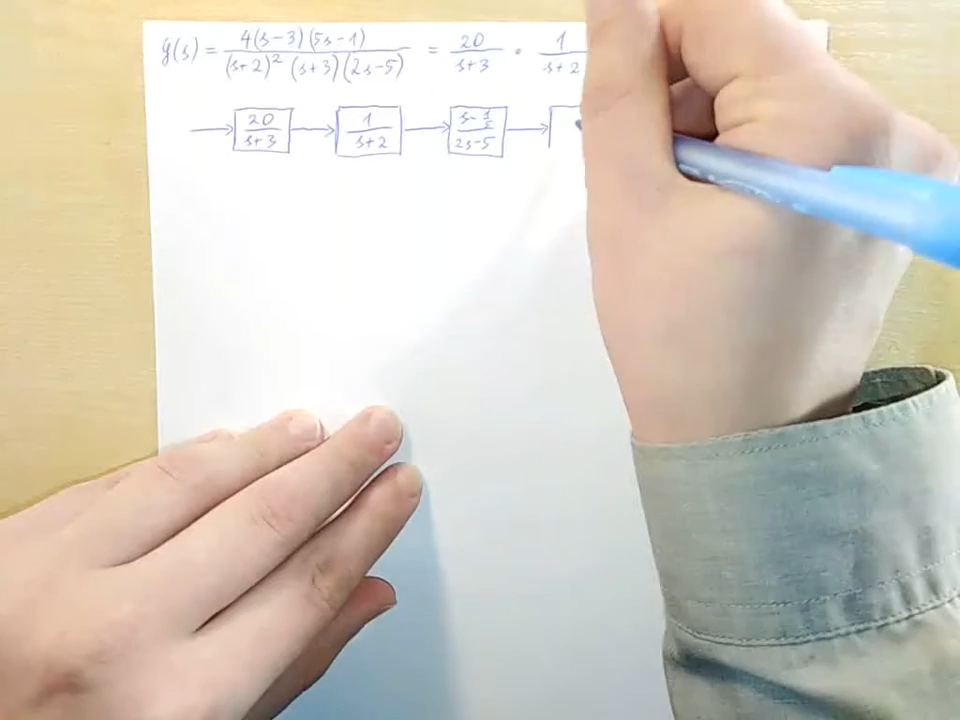 g(s) = 4(s-3)(5s-1) / (s+2)² (s+3)(2s-5) = 20 / s+3 · 1 / s+2
20 / s+3 → 1 / s+2 → s - 1/5 / 2s-5 →